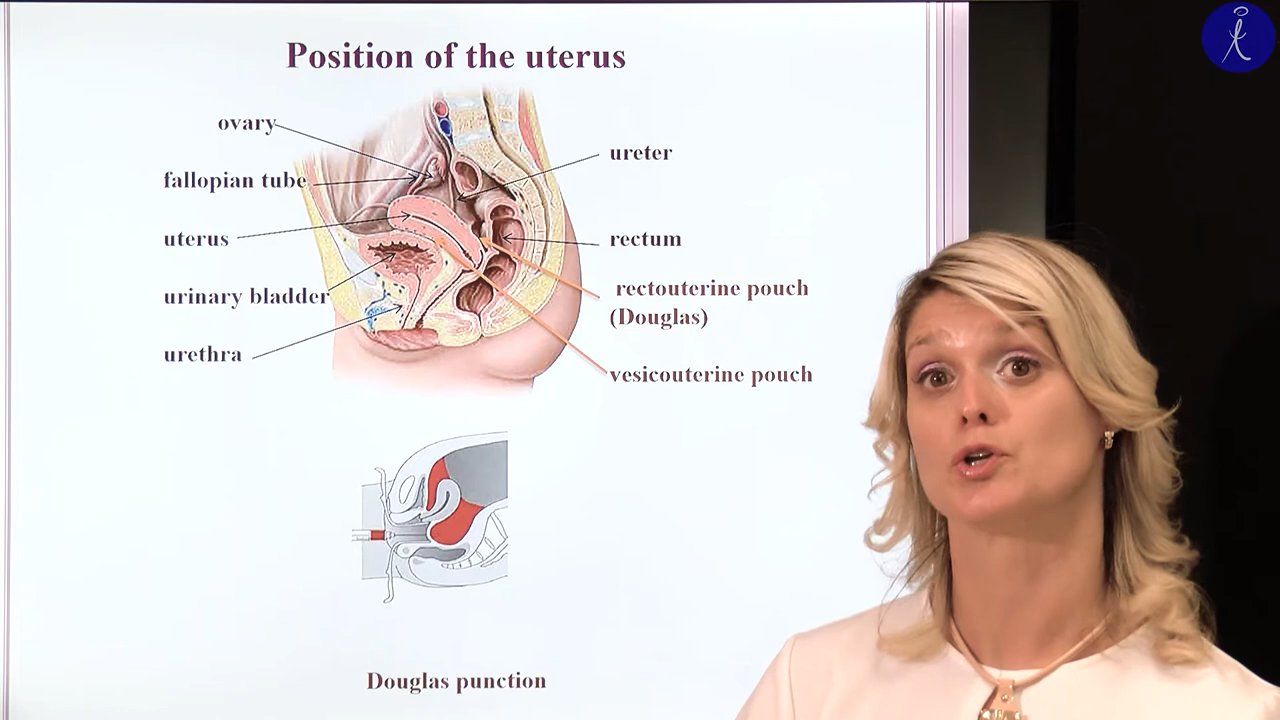 Position of the uterus
ovary
fallopian tube
uterus
urinary bladder
urethra
ureter
rectum
rectouterine pouch
(Douglas)
vesicouterine pouch
Douglas punction